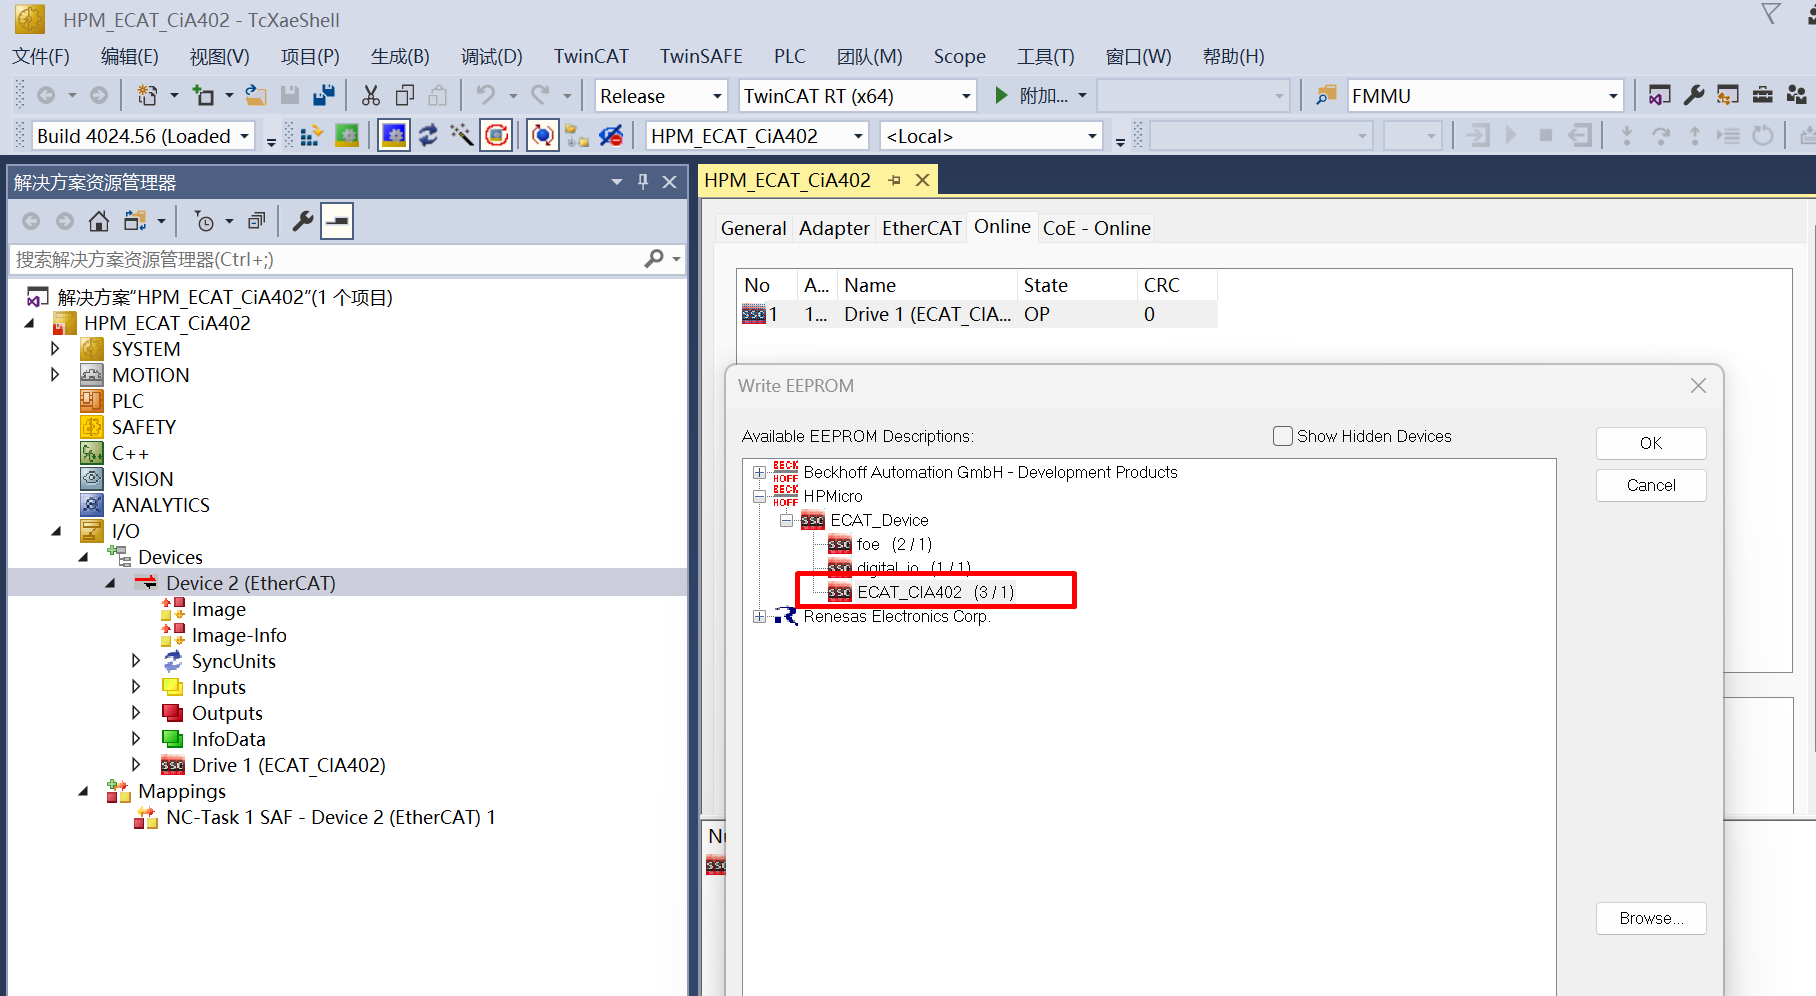 HPM_ECAT_CiA402 - TcXaeShell
文件(F) 编辑(E) 视图(V) 项目(P) 生成(B) 调试(D) TwinCAT TwinSAFE PLC 团队(M) Scope 工具(T) 窗口(W) 帮助(H)
Release TwinCAT RT (x64) 附加... FMMU
Build 4024.56 (Loaded HPM_ECAT_CiA402 <Local>
解决方案资源管理器
搜索解决方案资源管理器(Ctrl+;)
解决方案"HPM_ECAT_CiA402"(1 个项目)
HPM_ECAT_CiA402
SYSTEM
MOTION
PLC
SAFETY
C++
VISION
ANALYTICS
I/O
Devices
Device 2 (EtherCAT)
Image
Image-Info
SyncUnits
Inputs
Outputs
InfoData
Drive 1 (ECAT_CIA402)
Mappings
NC-Task 1 SAF - Device 2 (EtherCAT) 1
HPM_ECAT_CiA402
General Adapter EtherCAT Online CoE - Online
No A... Name State CRC
1 1... Drive 1 (ECAT_CIA... OP 0
Write EEPROM
Available EEPROM Descriptions: Show Hidden Devices
OK
Cancel
Beckhoff Automation GmbH - Development Products
HPMicro
ECAT_Device
foe (2 / 1)
digital_io (1 / 1)
ECAT_CIA402 (3 / 1)
Renesas Electronics Corp.
Browse...